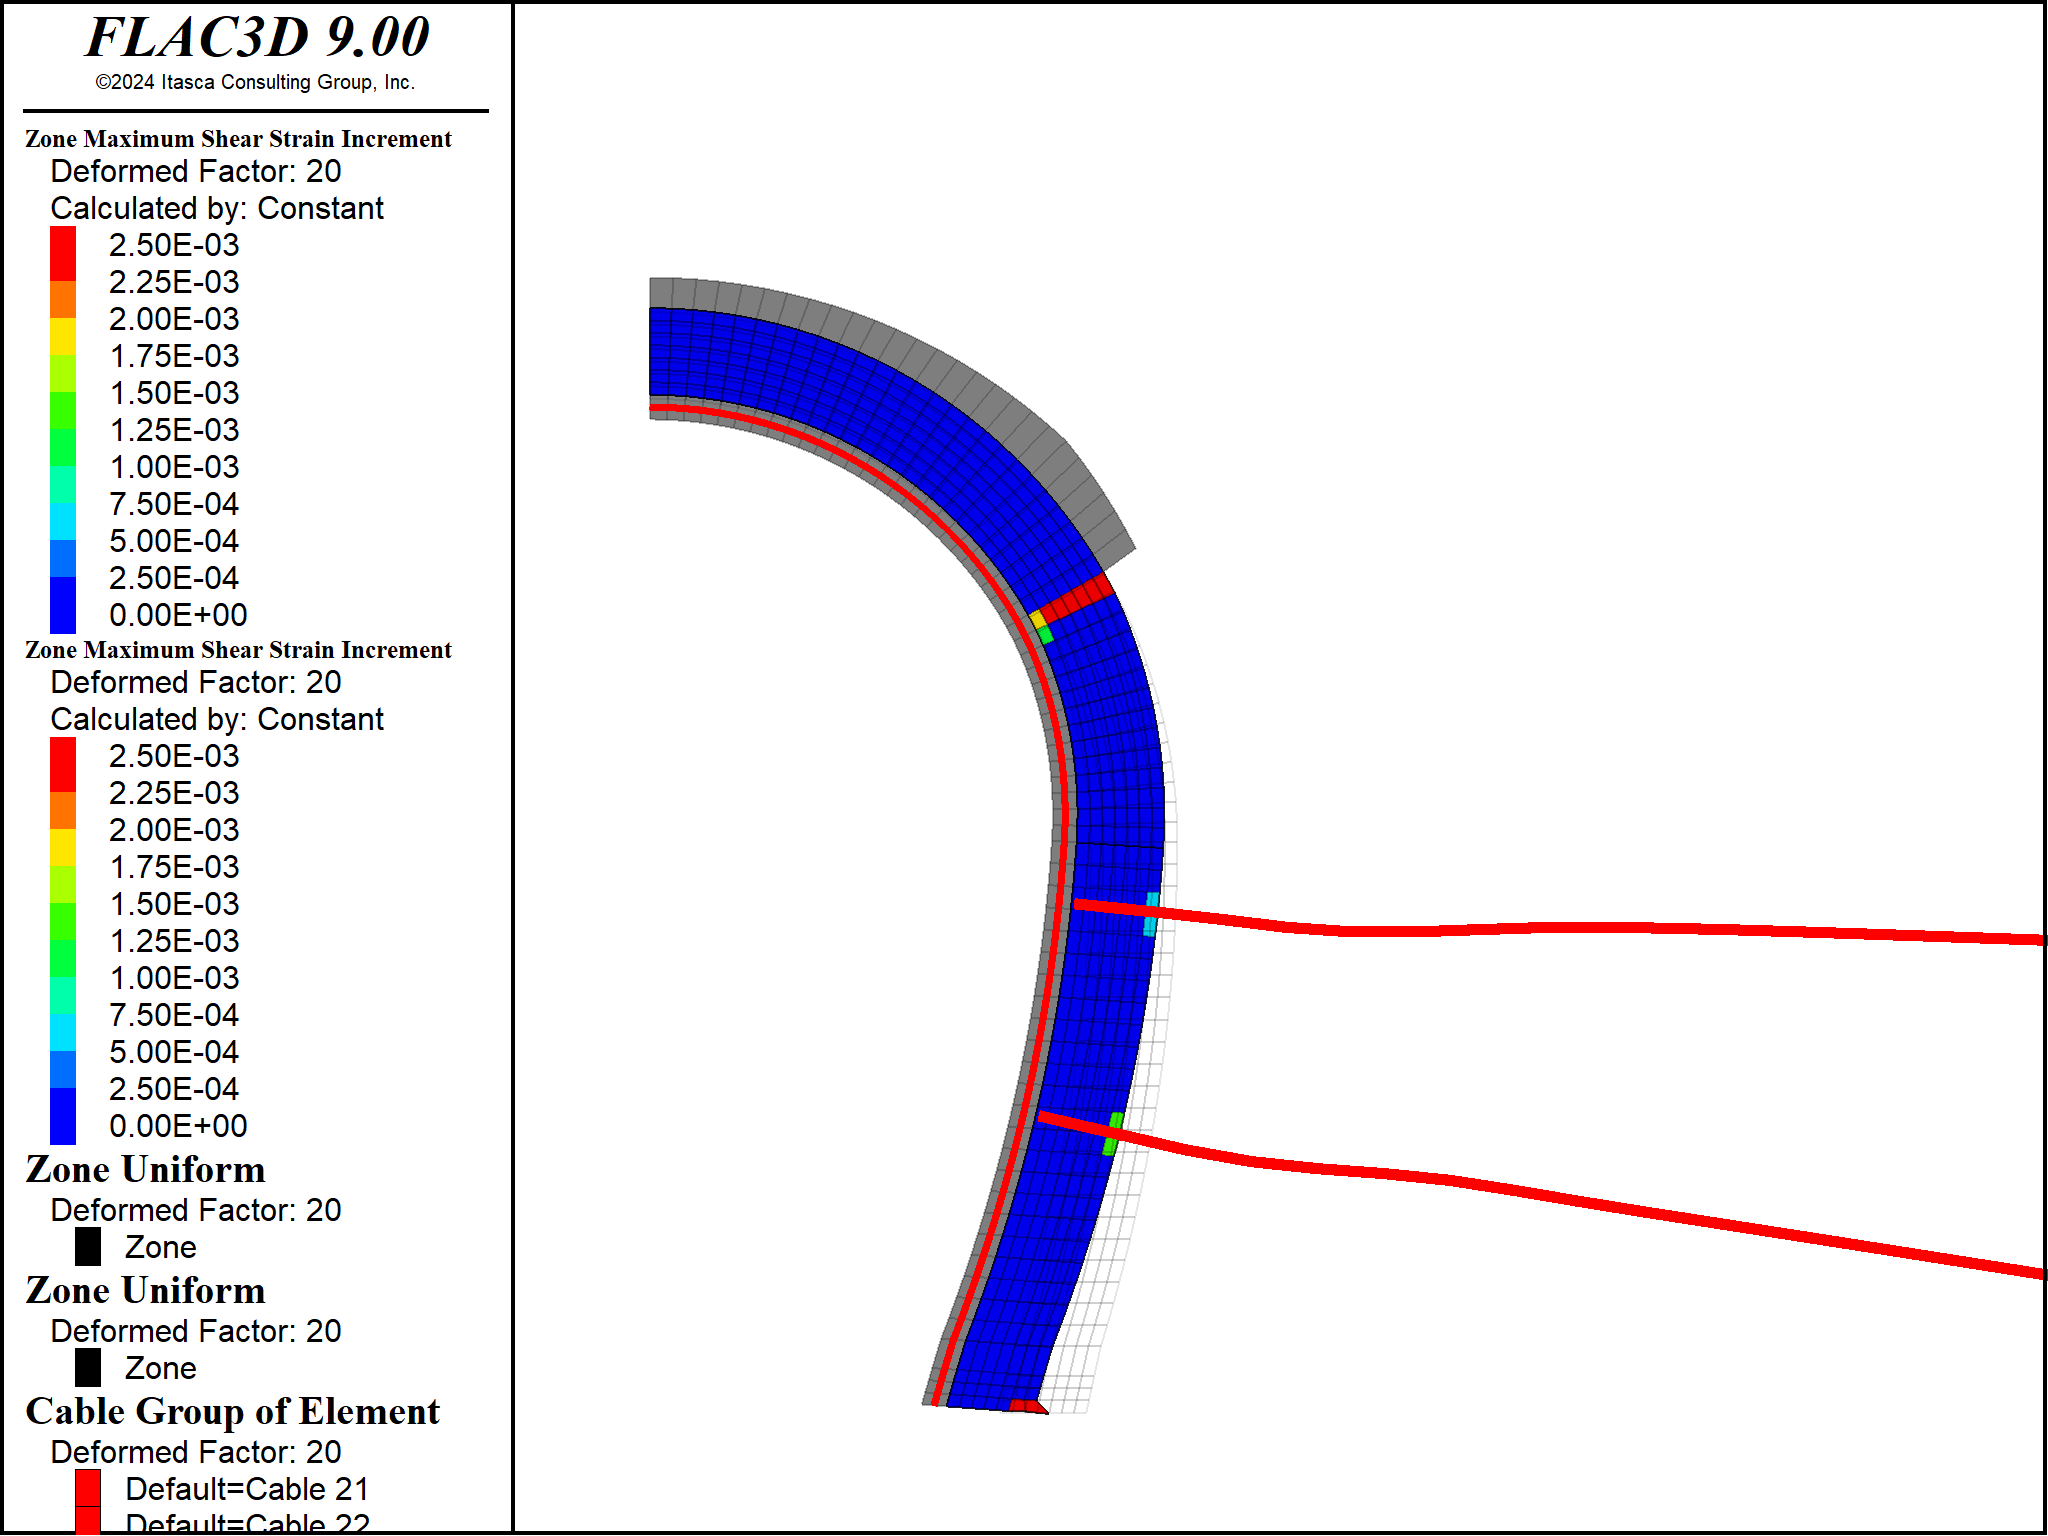 FLAC3D 9.00
©2024 Itasca Consulting Group, Inc.
Zone Maximum Shear Strain Increment
Deformed Factor: 20
Calculated by: Constant
2.50E-03
2.25E-03
2.00E-03
1.75E-03
1.50E-03
1.25E-03
1.00E-03
7.50E-04
5.00E-04
2.50E-04
0.00E+00
Zone Maximum Shear Strain Increment
Deformed Factor: 20
Calculated by: Constant
2.50E-03
2.25E-03
2.00E-03
1.75E-03
1.50E-03
1.25E-03
1.00E-03
7.50E-04
5.00E-04
2.50E-04
0.00E+00
Zone Uniform
Deformed Factor: 20
Zone
Zone Uniform
Deformed Factor: 20
Zone
Cable Group of Element
Deformed Factor: 20
Default=Cable 21
Default=Cable 22